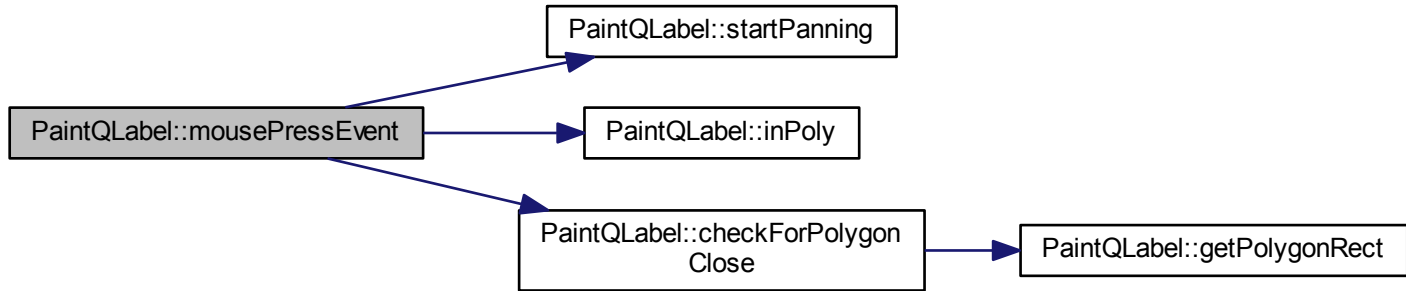 PaintQLabel::startPanning
PaintQLabel::mousePressEvent
PaintQLabel::inPoly
PaintQLabel::checkForPolygon
Close
PaintQLabel::getPolygonRect